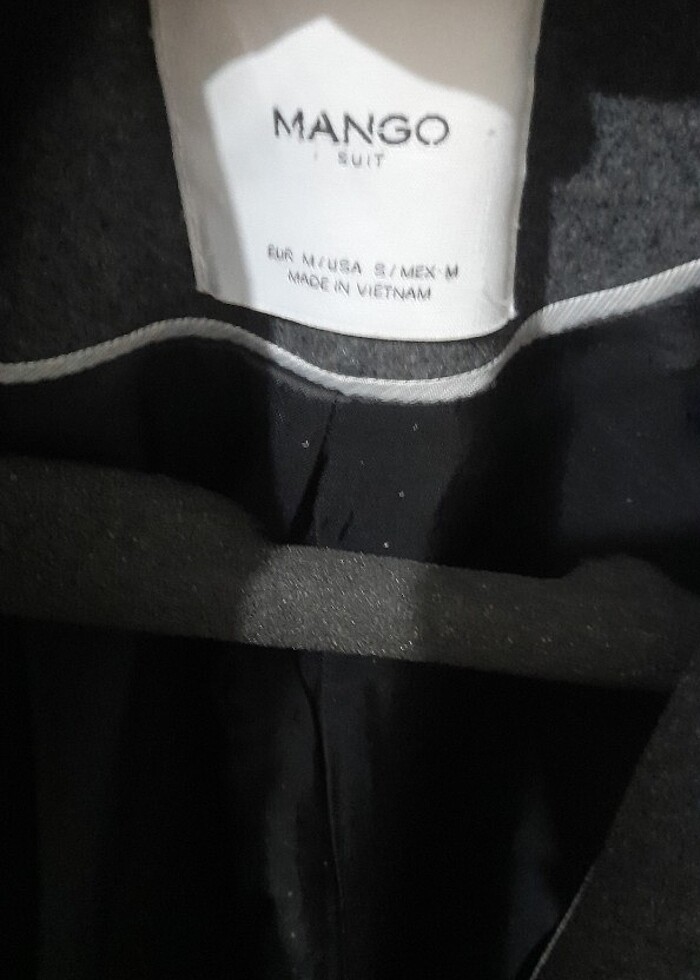 MANGO
SUIT
EUR M/USA S/MEX M
MADE IN VIETNAM